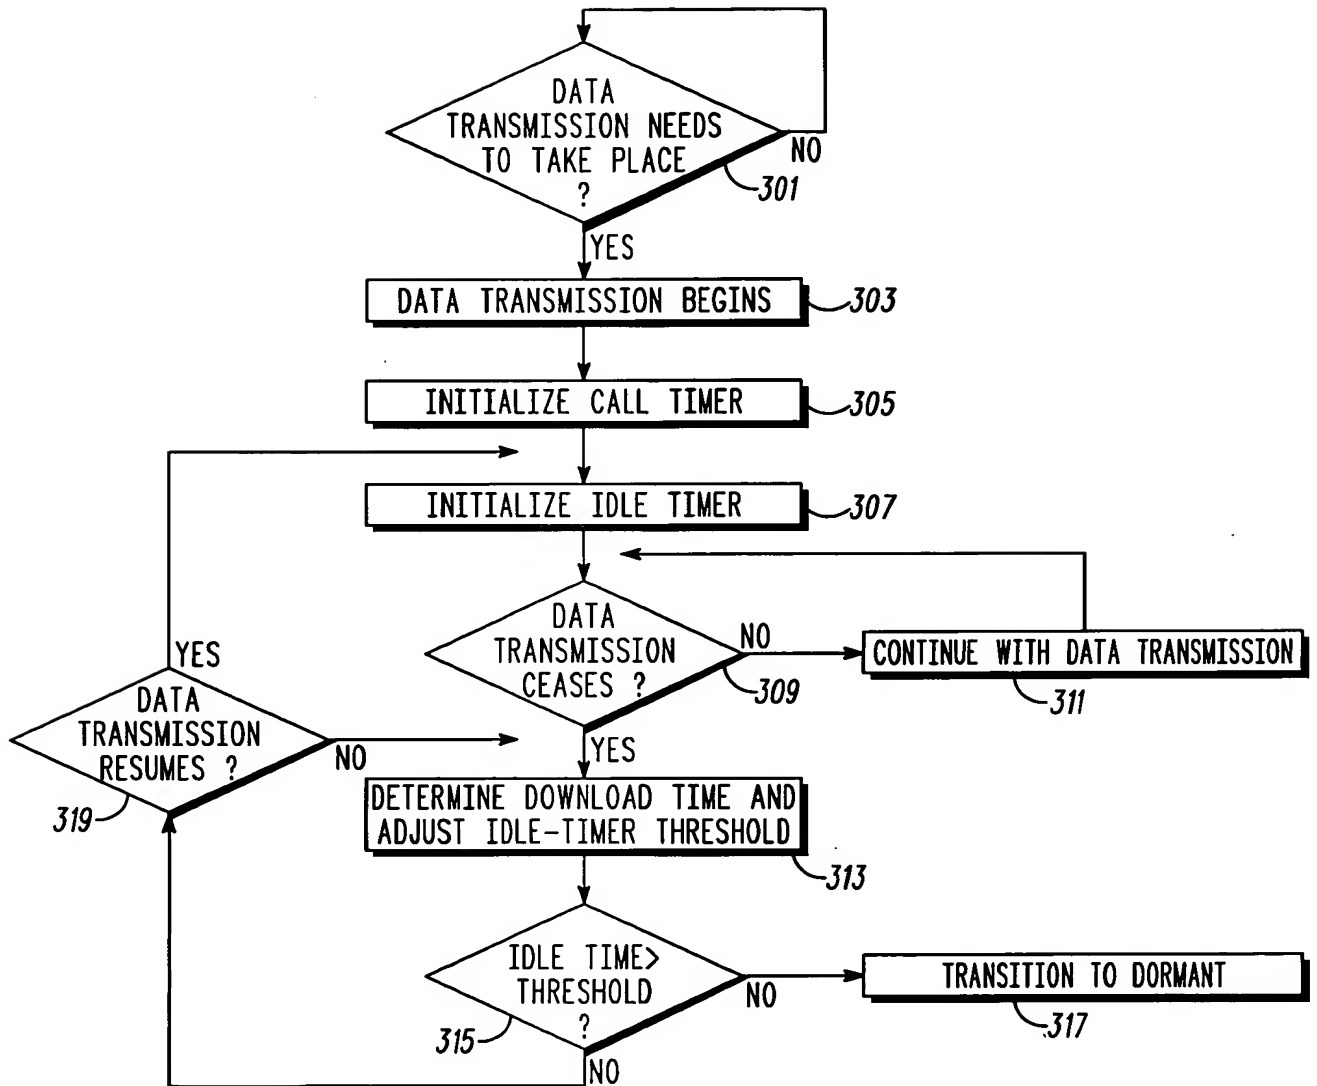 DATA
TRANSMISSION NEEDS
TO TAKE PLACE
?
NO
301
YES
DATA TRANSMISSION BEGINS
303
INITIALIZE CALL TIMER
305
INITIALIZE IDLE TIMER
307
DATA
TRANSMISSION
CEASES ?
NO
309
CONTINUE WITH DATA TRANSMISSION
311
YES
YES
DATA
TRANSMISSION
RESUMES ?
NO
319
DETERMINE DOWNLOAD TIME AND
ADJUST IDLE-TIMER THRESHOLD
313
IDLE TIME>
THRESHOLD
?
NO
315
TRANSITION TO DORMANT
317
NO